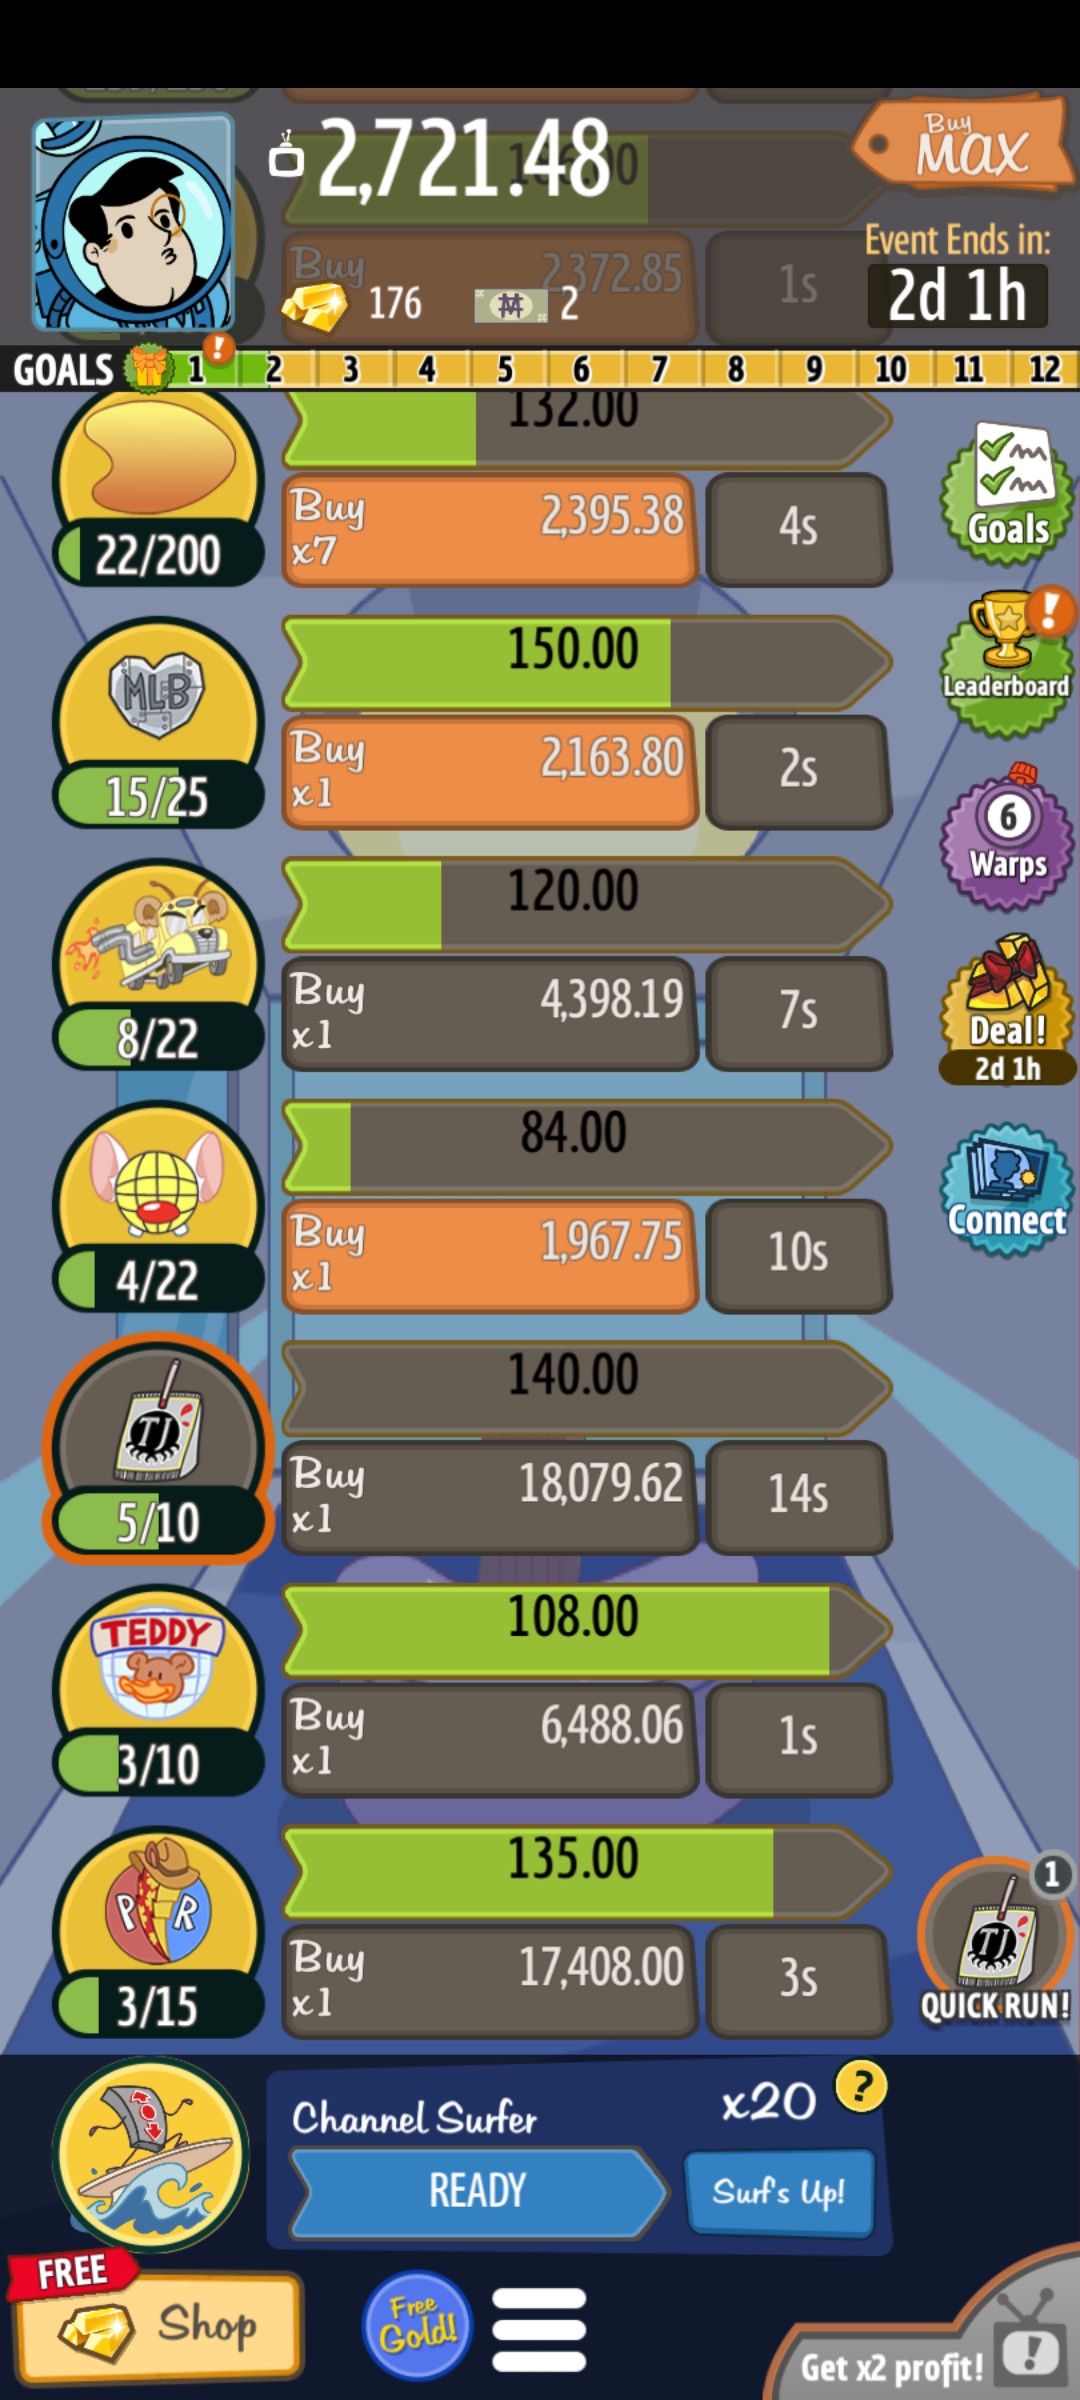 2,721.48
Buy
MAX
Event Ends in:
2d 1h
Buy
2372.85
1s
176
2
GOALS 1 ! 2 3 4 5 6 7 8 9 10 11 12
132.00
Buy
x7
2,395.38
4s
22/200
Goals
MLB
150.00
Buy
x1
2,163.80
2s
15/25
!
Leaderboard
120.00
Buy
x1
4,398.19
7s
8/22
6
Warps
Deal!
2d 1h
84.00
Buy
x1
1,967.75
10s
4/22
Connect
TJ
140.00
Buy
x1
18,079.62
14s
5/10
TEDDY
108.00
Buy
x1
6,488.06
1s
3/10
P R
135.00
Buy
x1
17,408.00
3s
3/15
1
TJ
QUICK RUN!
Channel Surfer
x20
?
READY
Surf's Up!
FREE
Shop
Free
Gold!
!
Get x2 profit!